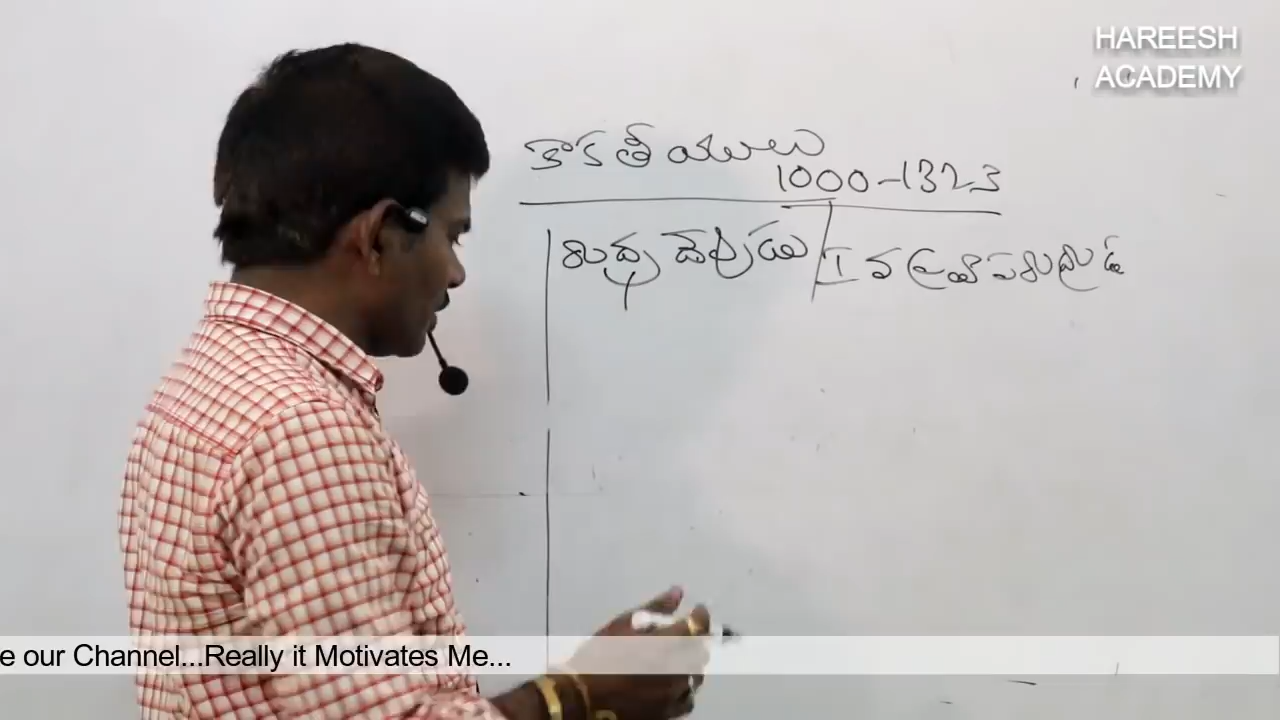 HAREESH
ACADEMY
కాకతీయులు
1000-1323
రుద్రదేవుడు / I వ ప్రతాపరుద్రుడు
e our Channel...Really it Motivates Me...